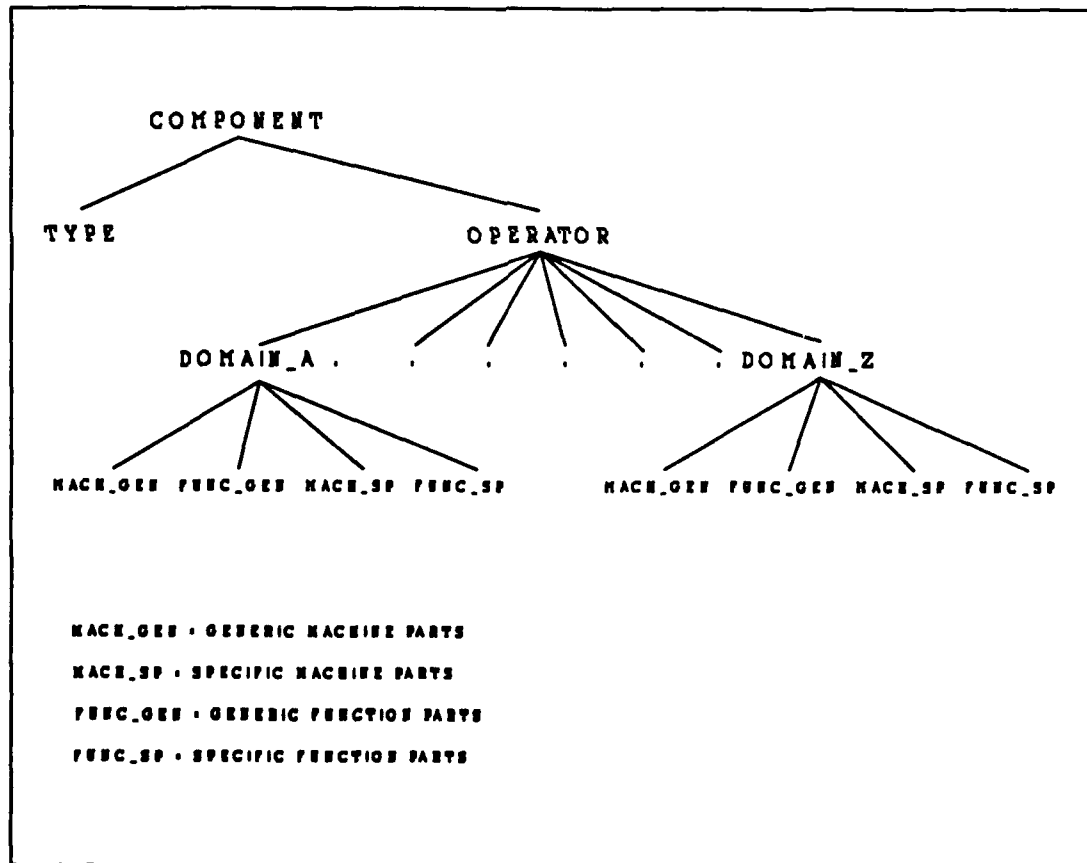 COMPONENT
TYPE OPERATOR
DOMAIN_A . . . . . . DOMAIN_Z
MACH_GEN FUNC_GEN MACH_SP FUNC_SP MACH_GEN FUNC_GEN MACH_SP FUNC_SP
MACH_GEN : GENERIC MACHINE PARTS
MACH_SP : SPECIFIC MACHINE PARTS
FUNC_GEN : GENERIC FUNCTION PARTS
FUNC_SP : SPECIFIC FUNCTION PARTS